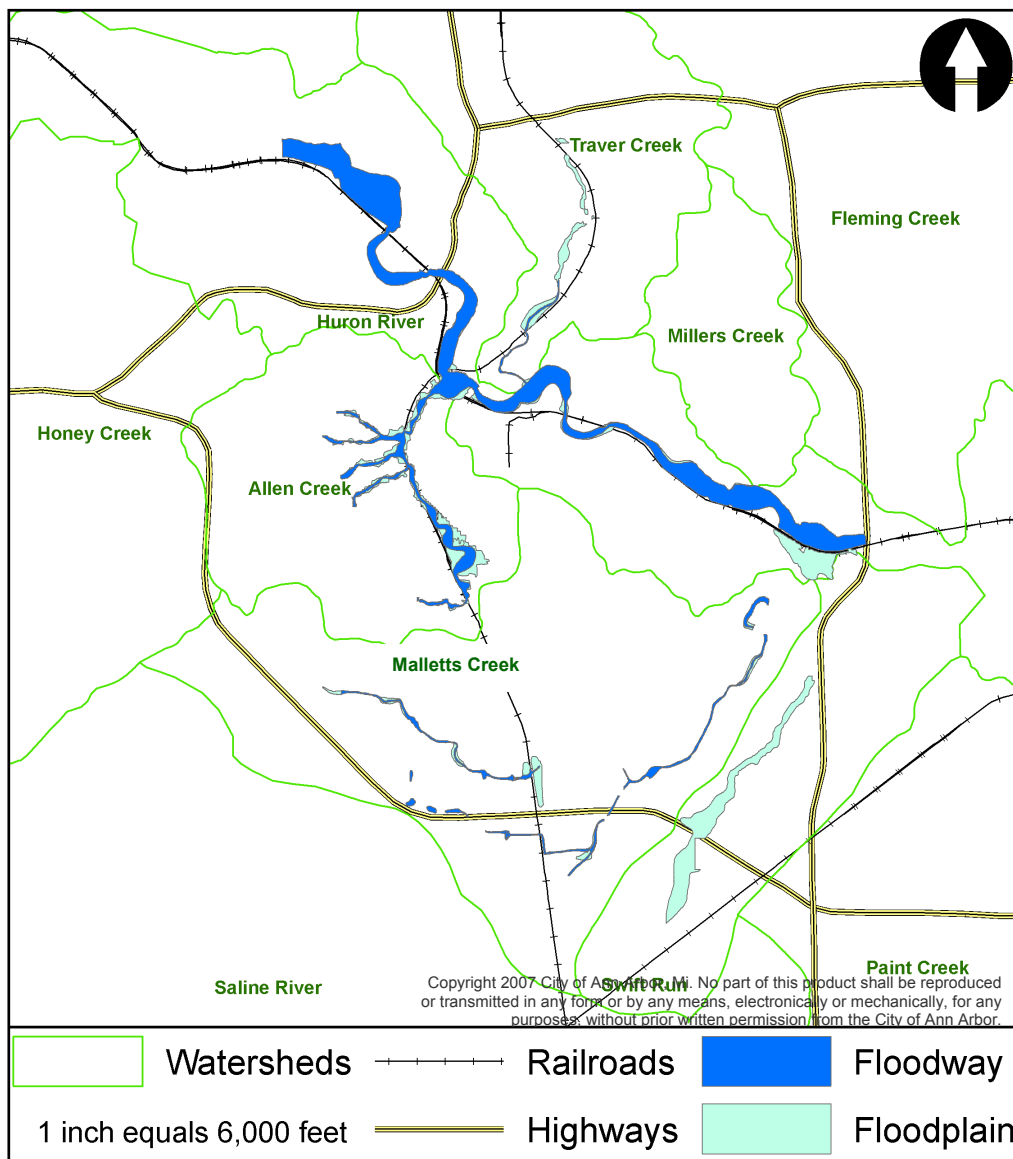 Traver Creek
Fleming Creek
Huron River
Millers Creek
Honey Creek
Allen Creek
Malletts Creek
Paint Creek
Saline River
Swift Run
Copyright 2007 City of Ann Arbor, Mi. No part of this product shall be reproduced
or transmitted in any form or by any means, electronically or mechanically, for any
purposes, without prior written permission from the City of Ann Arbor.
Watersheds
Railroads
Floodway
1 inch equals 6,000 feet
Highways
Floodplain